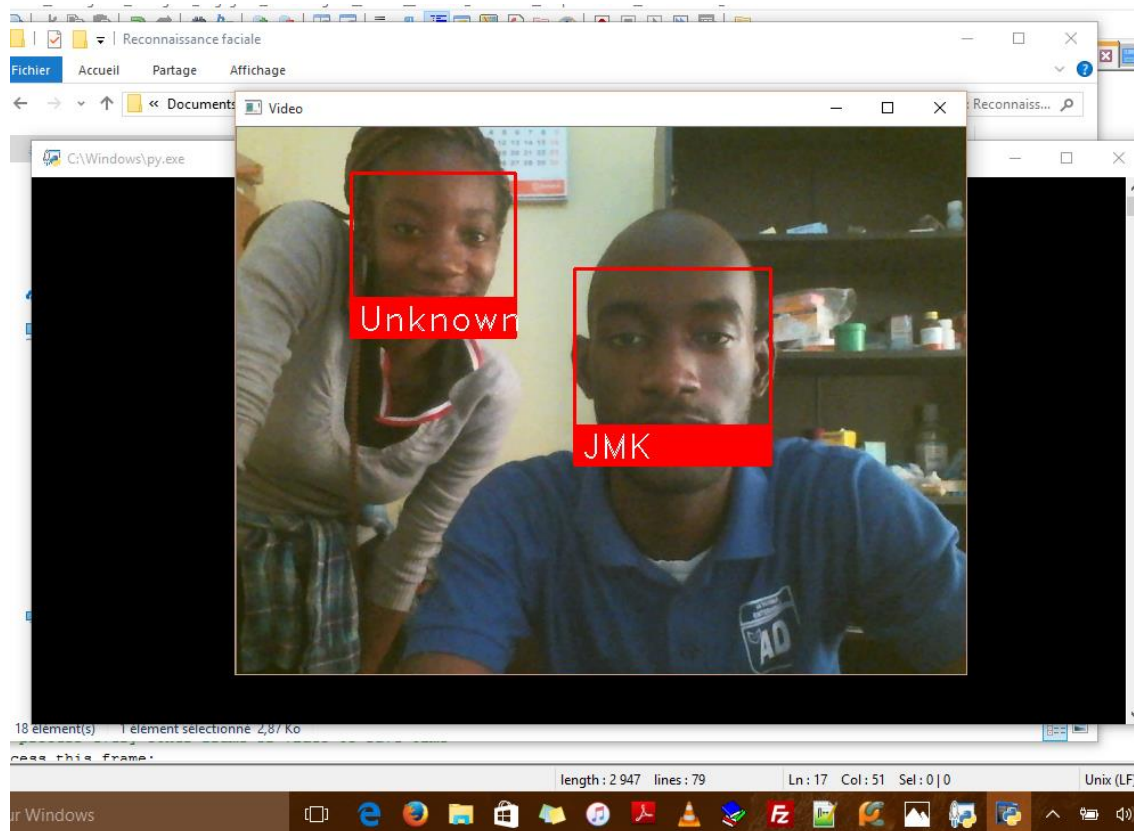 Reconnaissance faciale
Fichier Accueil Partage Affichage
« Documents
Reconnaiss...
Video
C:\Windows\py.exe
Unknown
JMK
AD
18 élément(s) 1 élément sélectionné 2,87 Ko
cess this frame:
length : 2 947 lines : 79 Ln : 17 Col : 51 Sel : 0 | 0 Unix (LF)
ur Windows